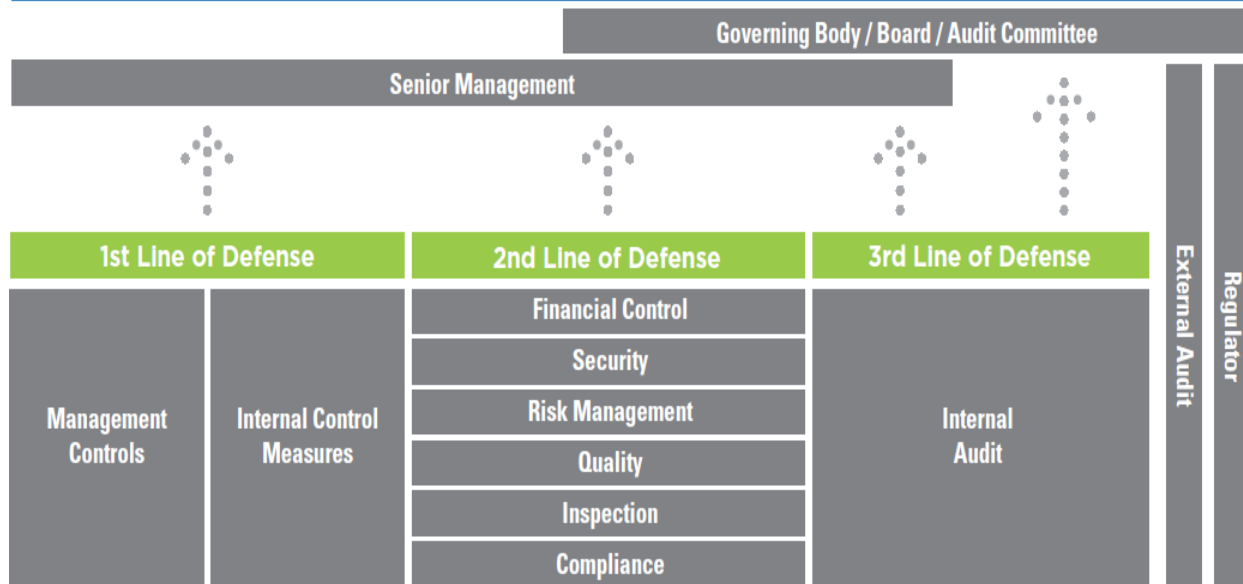 Governing Body / Board / Audit Committee
Senior Management
1st Line of Defense
2nd Line of Defense
3rd Line of Defense
Management
Controls
Internal Control
Measures
Financial Control
Security
Risk Management
Quality
Inspection
Compliance
Internal
Audit
External Audit
Regulator